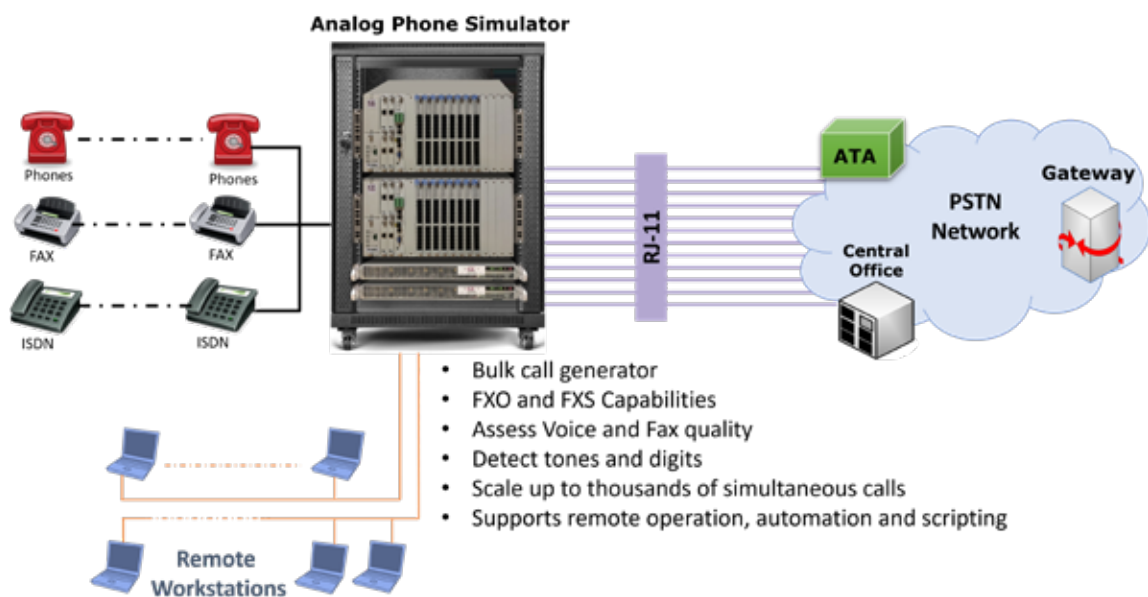 Analog Phone Simulator
Phones
Phones
FAX
FAX
ISDN
ISDN
RJ-11
ATA
PSTN
Network
Gateway
Central
Office
• Bulk call generator
• FXO and FXS Capabilities
• Assess Voice and Fax quality
• Detect tones and digits
• Scale up to thousands of simultaneous calls
• Supports remote operation, automation and scripting
Remote
Workstations